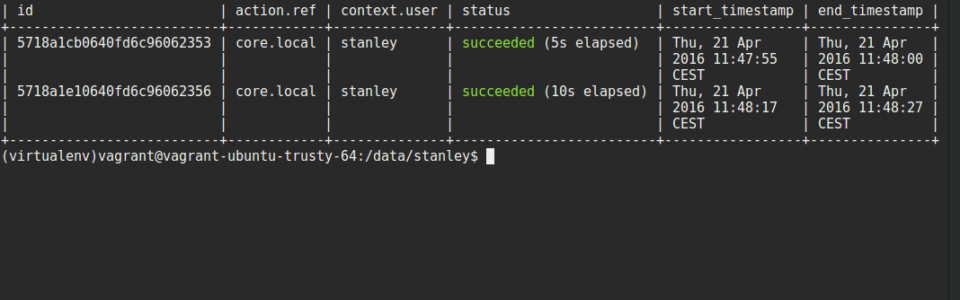 | id                       | action.ref | context.user | status                  | start_timestamp | end_timestamp |
+--------------------------+------------+--------------+-------------------------+-----------------+---------------+
| 5718a1cb0640fd6c96062353 | core.local | stanley      | succeeded (5s elapsed)  | Thu, 21 Apr     | Thu, 21 Apr   |
|                          |            |              |                         | 2016 11:47:55   | 2016 11:48:00 |
|                          |            |              |                         | CEST            | CEST          |
| 5718a1e10640fd6c96062356 | core.local | stanley      | succeeded (10s elapsed) | Thu, 21 Apr     | Thu, 21 Apr   |
|                          |            |              |                         | 2016 11:48:17   | 2016 11:48:27 |
|                          |            |              |                         | CEST            | CEST          |
+--------------------------+------------+--------------+-------------------------+-----------------+---------------+
(virtualenv)vagrant@vagrant-ubuntu-trusty-64:/data/stanley$